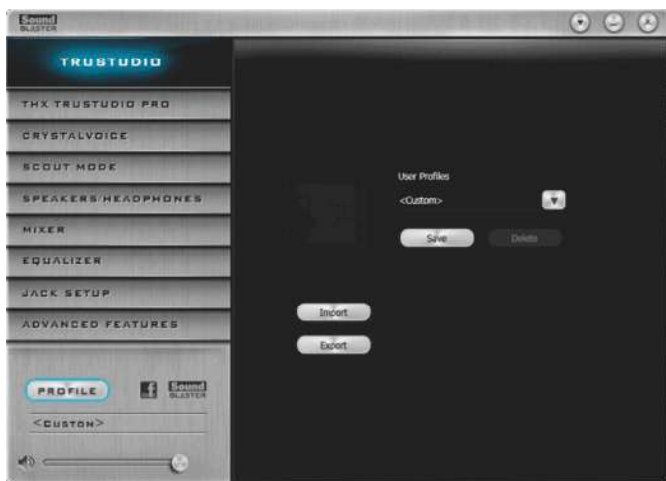 Sound
BLASTER
TRUSTUDIO
THX TRUSTUDIO PRO
CRYSTALVOICE
SCOUT MODE
SPEAKERS/HEADPHONES
MIXER
EQUALIZER
JACK SETUP
ADVANCED FEATURES
PROFILE
f
Sound
BLASTER
<CUSTOM>
User Profiles
<Custom>
Save
Delete
Import
Export